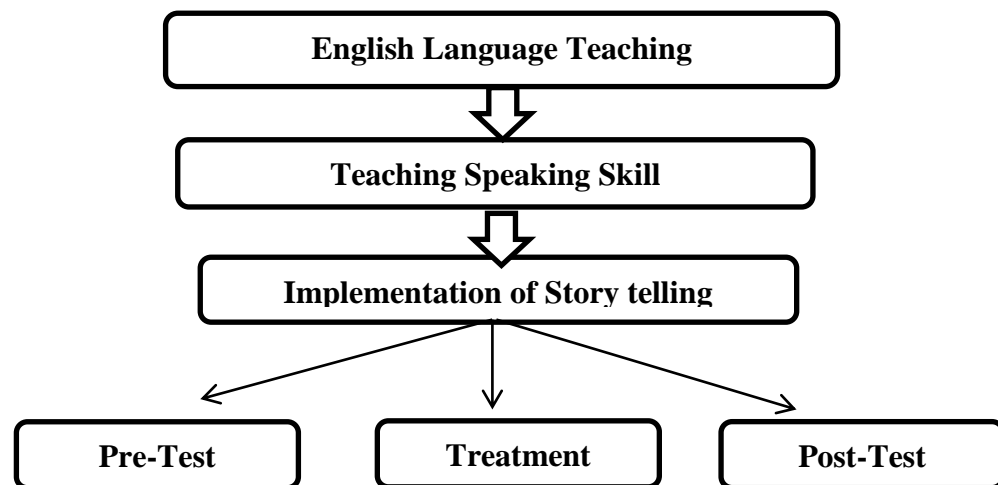 English Language Teaching
Teaching Speaking Skill
Implementation of Story telling
Pre-Test
Treatment
Post-Test